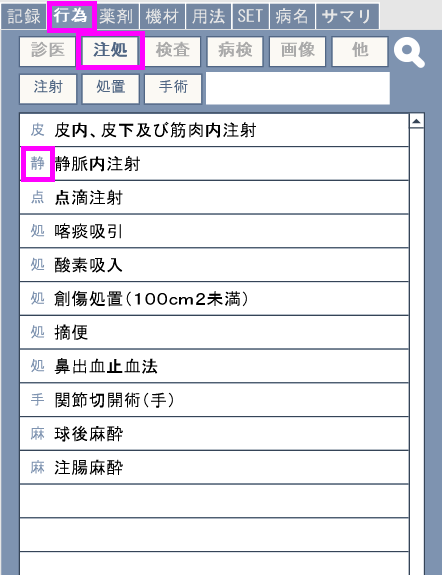 記録 行為 薬剤 機材 用法 SET 病名 サマリ
診医 注処 検査 病検 画像 他
注射 処置 手術
皮 皮内、皮下及び筋肉内注射
静 静脈内注射
点 点滴注射
処 喀痰吸引
処 酸素吸入
処 創傷処置(100cm2未満)
処 摘便
処 鼻出血止血法
手 関節切開術(手)
麻 球後麻酔
麻 注腸麻酔